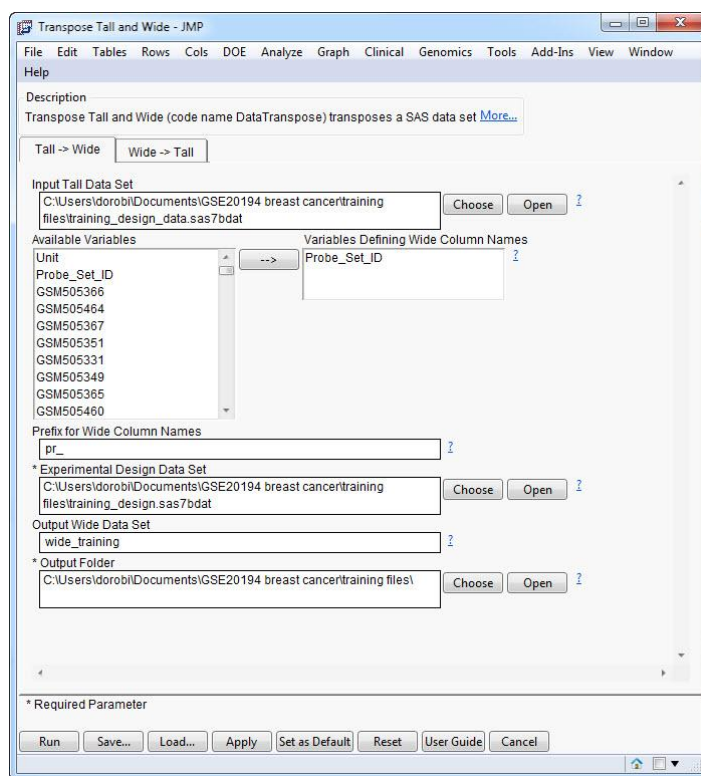 Transpose Tall and Wide - JMP
File Edit Tables Rows Cols DOE Analyze Graph Clinical Genomics Tools Add-Ins View Window
Help
Description
Transpose Tall and Wide (code name DataTranspose) transposes a SAS data set More...
Tall -> Wide Wide -> Tall
Input Tall Data Set
C:\Users\dorobi\Documents\GSE20194 breast cancer\training
files\training_design_data.sas7bdat
Choose Open ?
Available Variables
Unit
Probe_Set_ID
GSM505366
GSM505464
GSM505367
GSM505351
GSM505331
GSM505349
GSM505365
GSM505460
-->
Variables Defining Wide Column Names
Probe_Set_ID
?
Prefix for Wide Column Names
pr_ ?
* Experimental Design Data Set
C:\Users\dorobi\Documents\GSE20194 breast cancer\training
files\training_design.sas7bdat
Choose Open ?
Output Wide Data Set
wide_training ?
* Output Folder
C:\Users\dorobi\Documents\GSE20194 breast cancer\training files\
Choose Open ?
* Required Parameter
Run Save... Load... Apply Set as Default Reset User Guide Cancel